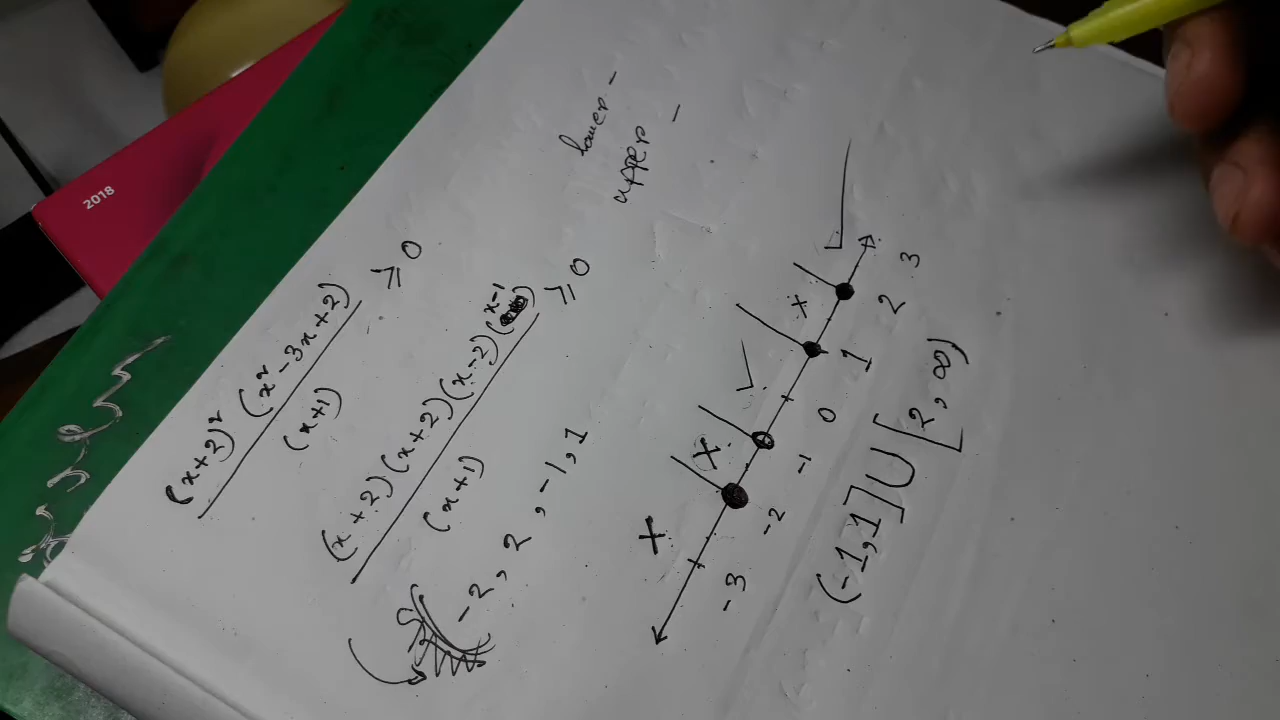 2018
(x+2)² (x²-3x+2)
(x+1)
≥ 0
(x+2)(x+2)(x-2)(x-1)
(x+1)
≥ 0
-2, 2, -1, 1
lower -
upper -
x x ✓ x ✓
-3 -2 -1 0 1 2 3
(-1,1]∪[2,∞)